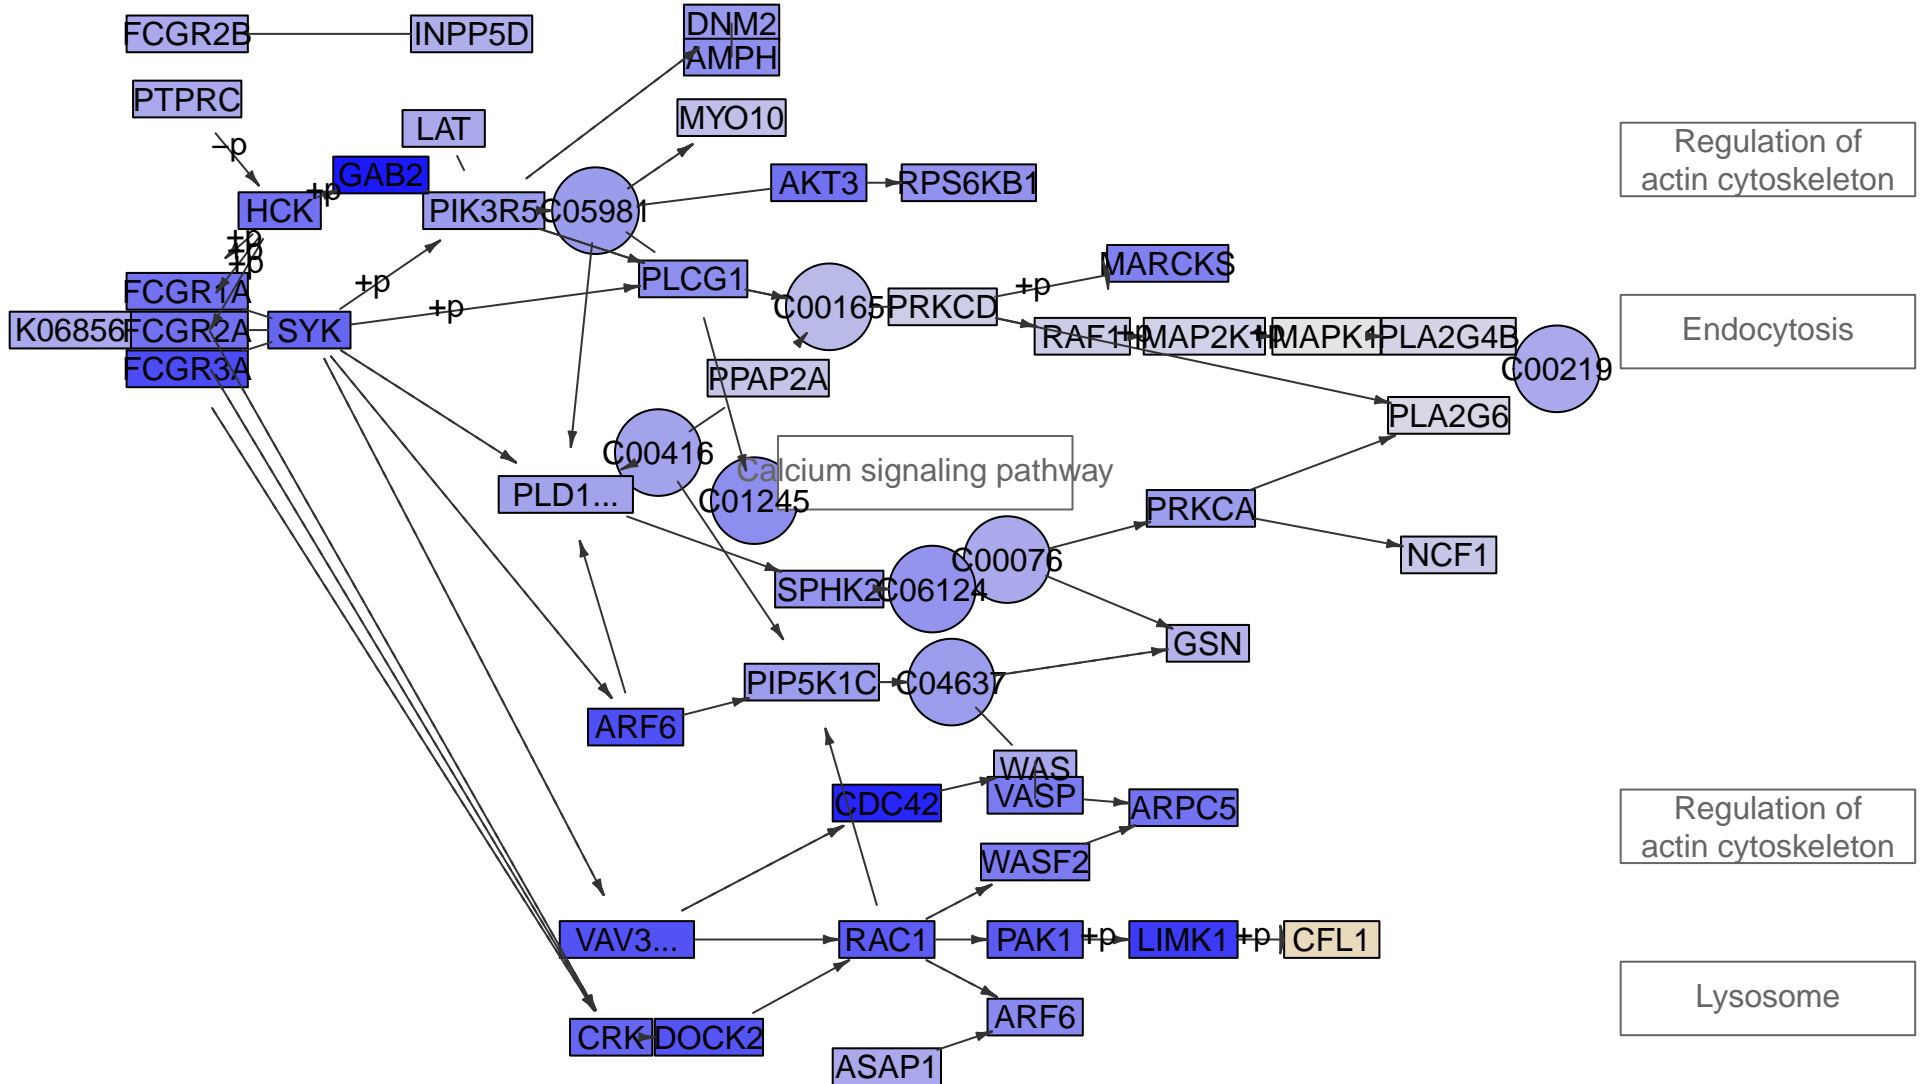 FCGR2B
INPP5D
DNM2
AMPH
PTPRC
MYO10
LAT
Regulation of
actin cytoskeleton
–p
GAB2
+p
HCK
PIK3R5
C05981
AKT3
RPS6KB1
+p
+p
+p
FCGR1A
+p
+p
PLCG1
MARCKS
+p
C00165
PRKCD
K06856
FCGR2A
SYK
RAF1
+p
MAP2K1
+p
MAPK1
PLA2G4B
Endocytosis
FCGR3A
PPAP2A
C00219
PLA2G6
C00416
Calcium signaling pathway
PLD1...
C01245
PRKCA
NCF1
C00076
SPHK2
C06124
GSN
PIP5K1C
C04637
ARF6
WAS
CDC42
VASP
ARPC5
Regulation of
actin cytoskeleton
WASF2
VAV3...
RAC1
PAK1
+p
LIMK1
+p
CFL1
Lysosome
ARF6
CRK
DOCK2
ASAP1